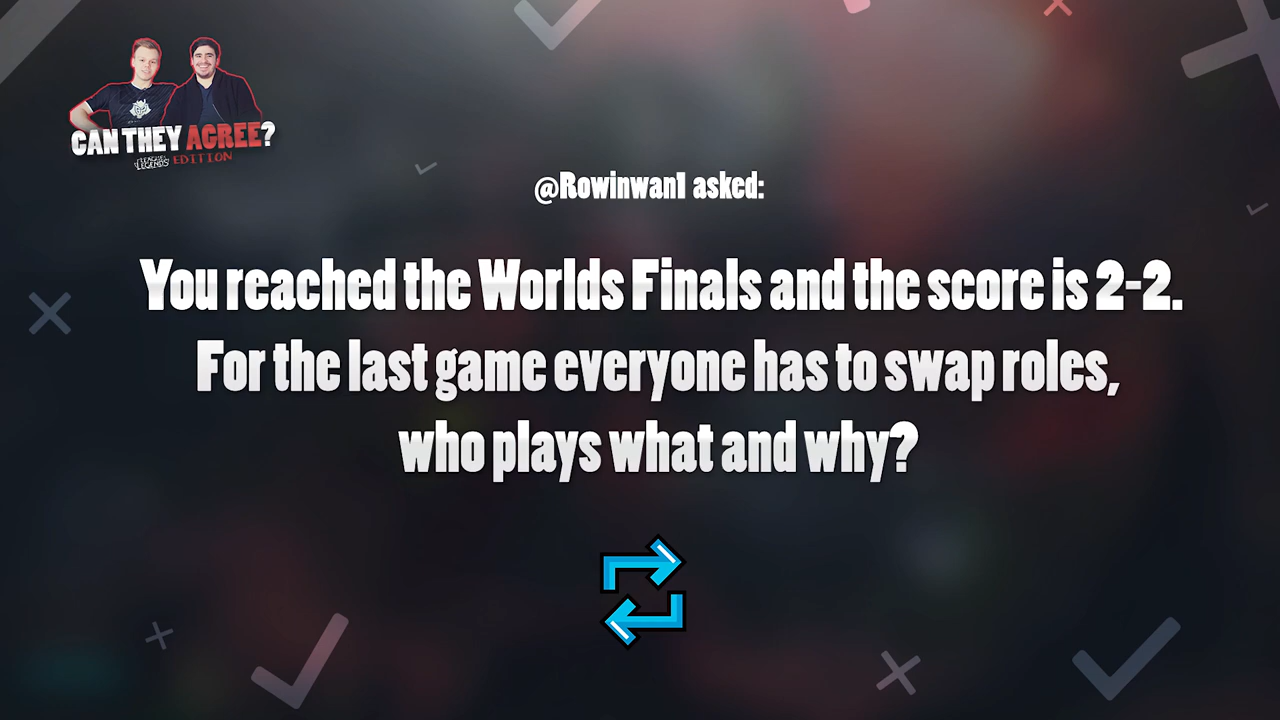 CAN THEY AGREE?
LEAGUE OF LEGENDS EDITION
@Rowinwan1 asked:
You reached the Worlds Finals and the score is 2-2.
For the last game everyone has to swap roles,
who plays what and why?